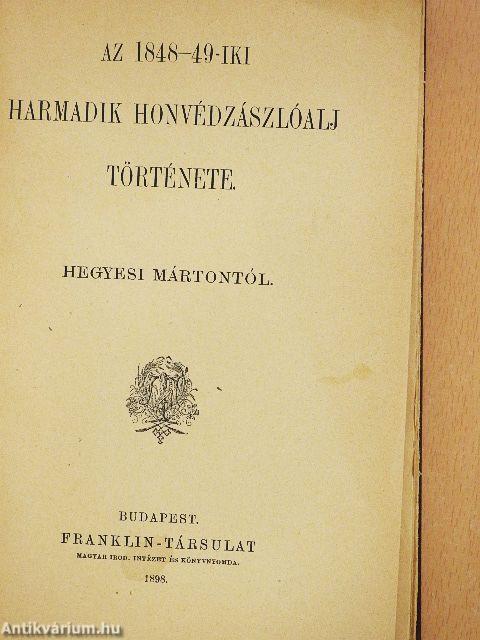 AZ 1848–49-IKI
HARMADIK HONVÉDZÁSZLÓALJ
TÖRTÉNETE.
HEGYESI MÁRTONTÓL.
BUDAPEST.
FRANKLIN-TÁRSULAT
MAGYAR IROD. INTÉZET ÉS KÖNYVNYOMDA.
1898.
Antikvárium.hu